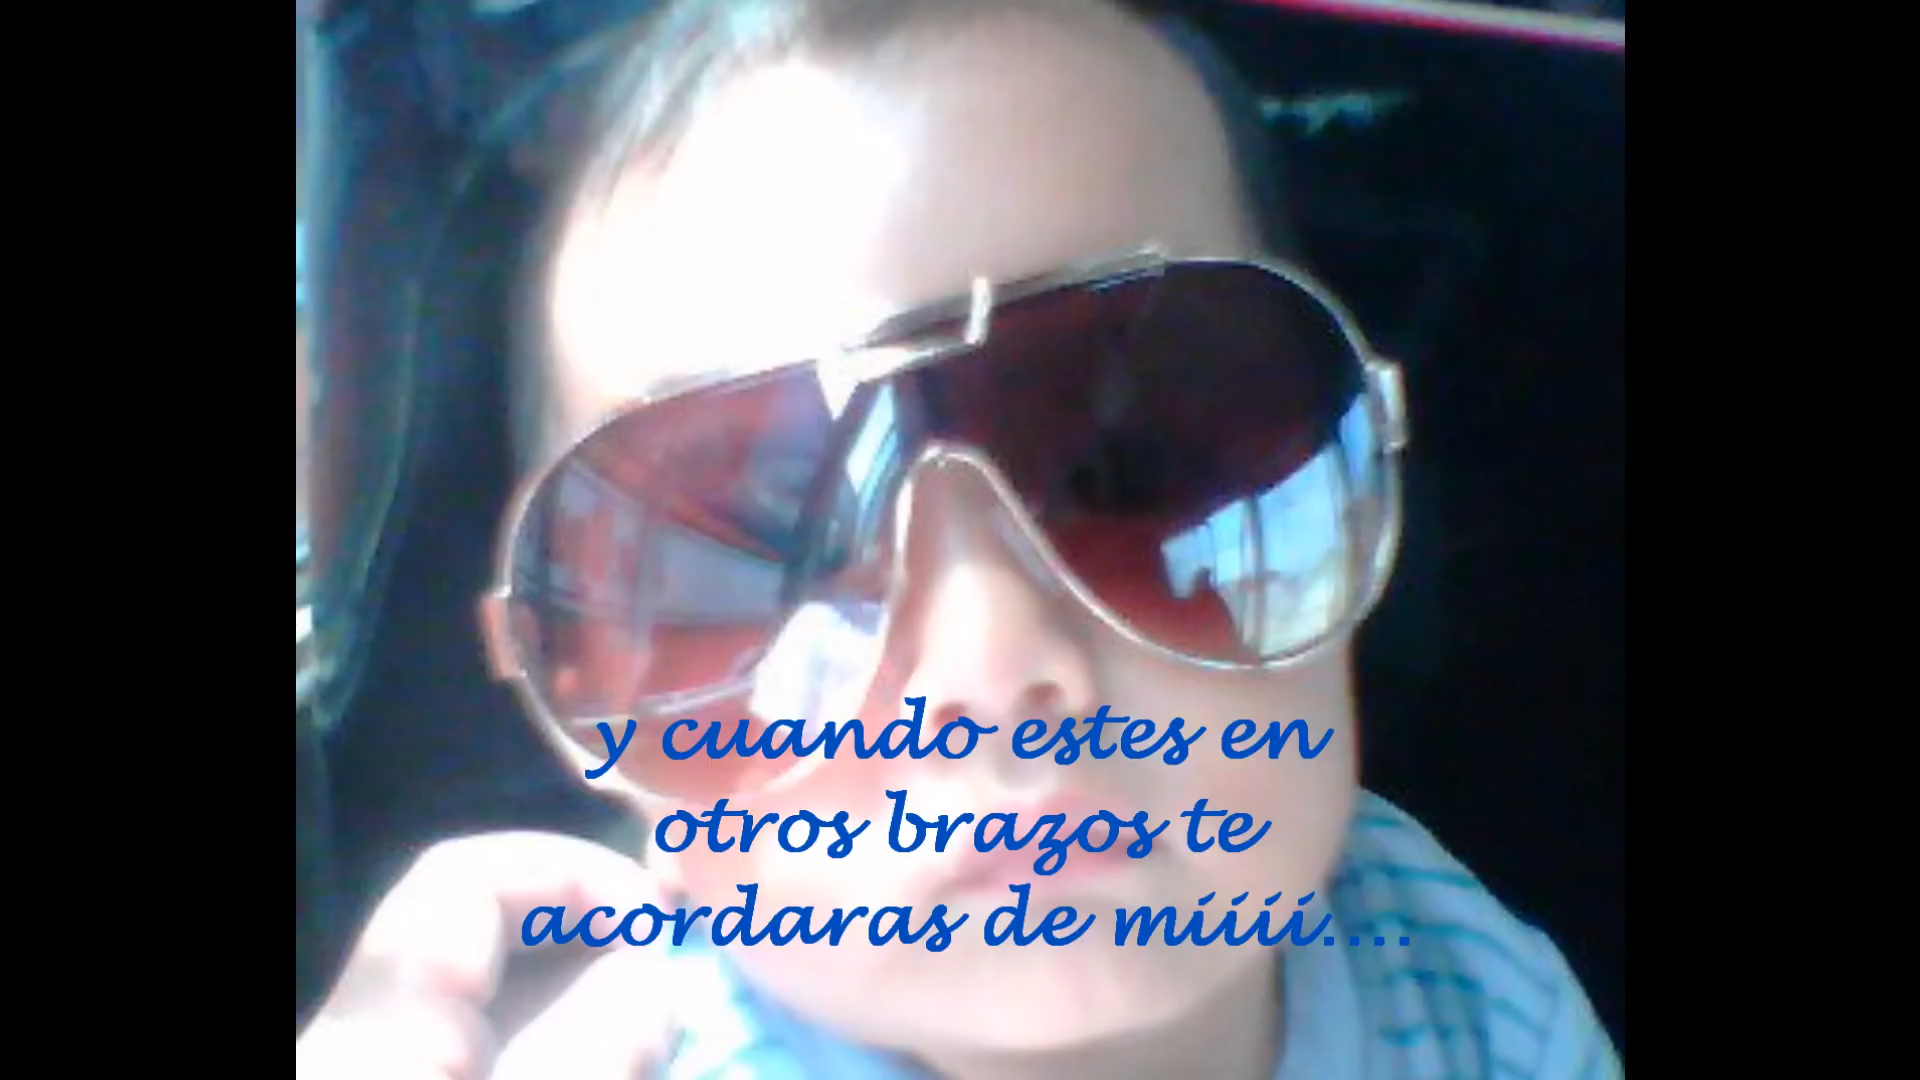 y cuando estes en
otros brazos te
acordaras de miiii....